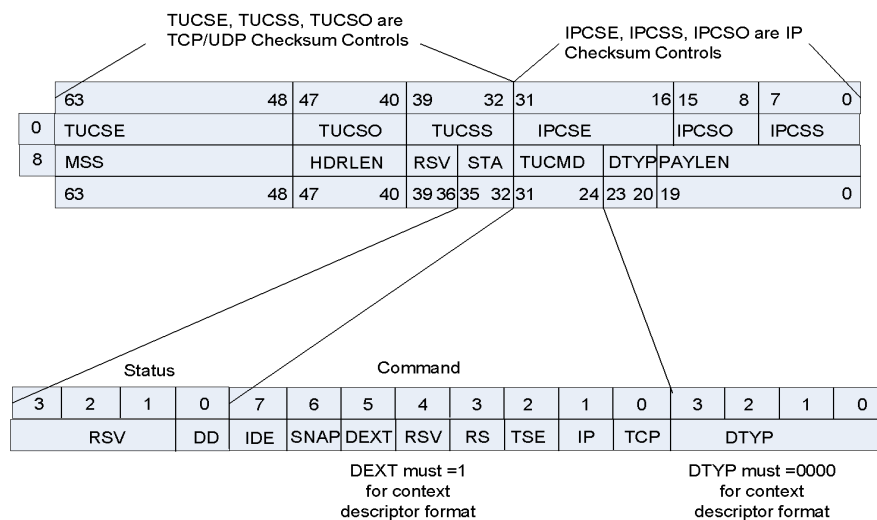 TUCSE, TUCSS, TUCSO are
TCP/UDP Checksum Controls
IPCSE, IPCSS, IPCSO are IP
Checksum Controls
63 48 47 40 39 32 31 16 15 8 7 0
0 TUCSE TUCSO TUCSS IPCSE IPCSO IPCSS
8 MSS HDRLEN RSV STA TUCMD DTYP PAYLEN
63 48 47 40 39 36 35 32 31 24 23 20 19 0
Status Command
3 2 1 0 7 6 5 4 3 2 1 0 3 2 1 0
RSV DD IDE SNAP DEXT RSV RS TSE IP TCP DTYP
DEXT must =1
for context
descriptor format
DTYP must =0000
for context
descriptor format